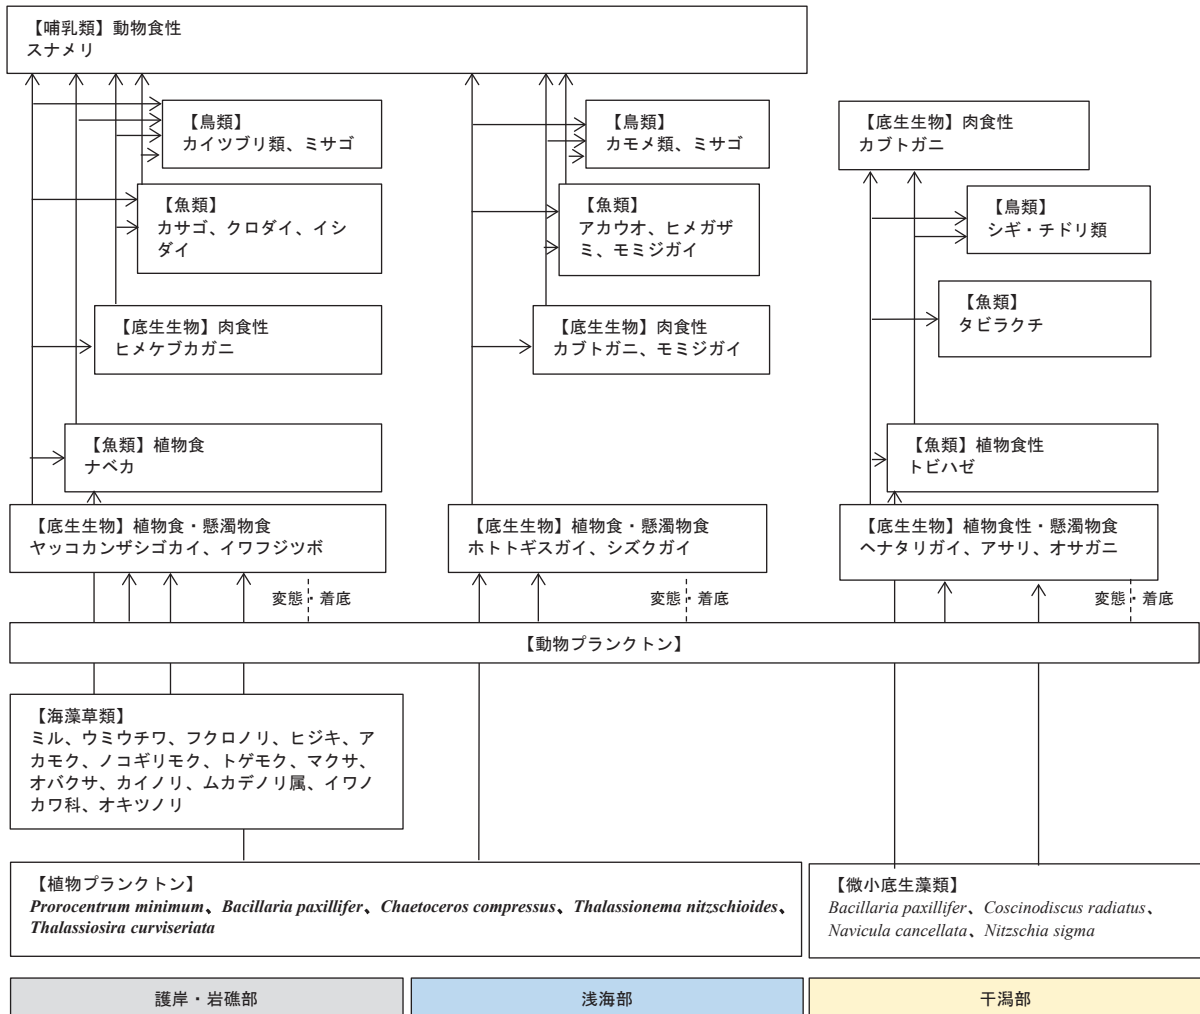 【哺乳類】動物食性
スナメリ
【鳥類】
カイツブリ類、ミサゴ
【鳥類】
カモメ類、ミサゴ
【底生生物】肉食性
カブトガニ
【魚類】
カサゴ、クロダイ、イシ
ダイ
【魚類】
アカウオ、ヒメガザ
ミ、モミジガイ
【鳥類】
シギ・チドリ類
【底生生物】肉食性
ヒメケブカガニ
【底生生物】肉食性
カブトガニ、モミジガイ
【魚類】
タビラクチ
【魚類】植物食
ナベカ
【魚類】植物食性
トビハゼ
【底生生物】植物食・懸濁物食
ヤッコカンザシゴカイ、イワフジツボ
【底生生物】植物食・懸濁物食
ホトトギスガイ、シズクガイ
【底生生物】植物食性・懸濁物食
ヘナタリガイ、アサリ、オサガニ
変態・着底
変態・着底
変態・着底
【動物プランクトン】
【海藻草類】
ミル、ウミウチワ、フクロノリ、ヒジキ、ア
カモク、ノコギリモク、トゲモク、マクサ、
オバクサ、カイノリ、ムカデノリ属、イワノ
カワ科、オキツノリ
【植物プランクトン】
Prorocentrum minimum、Bacillaria paxillifer、Chaetoceros compressus、Thalassionema nitzschioides、
Thalassiosira curviseriata
【微小底生藻類】
Bacillaria paxillifer、Coscinodiscus radiatus、
Navicula cancellata、Nitzschia sigma
護岸・岩礁部
浅海部
干潟部